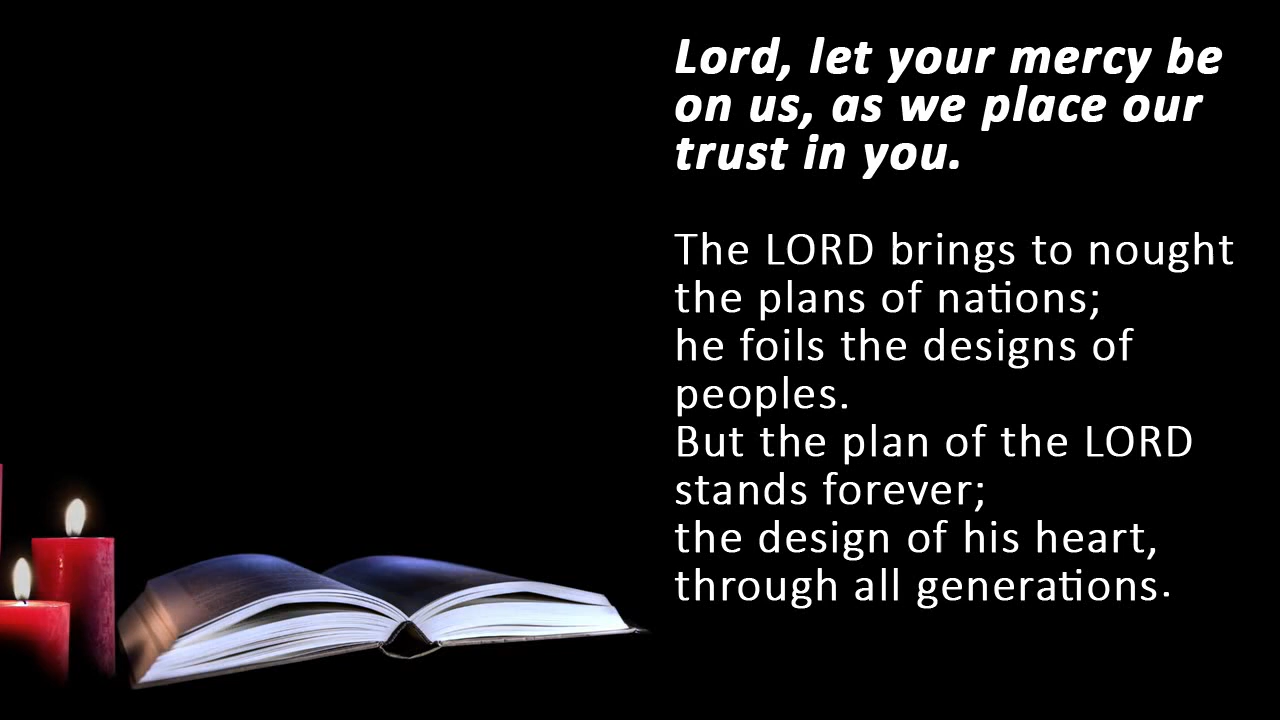 Lord, let your mercy be
on us, as we place our
trust in you.
The LORD brings to nought
the plans of nations;
he foils the designs of
peoples.
But the plan of the LORD
stands forever;
the design of his heart,
through all generations.